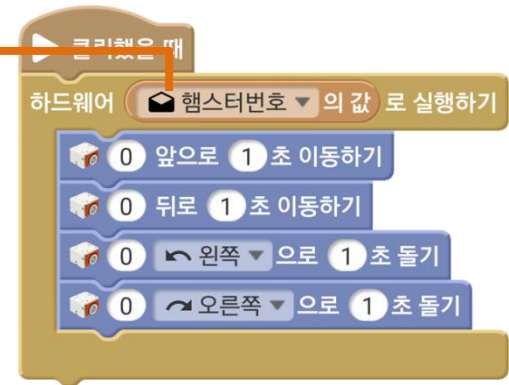 클릭했을 때
하드웨어 햄스터번호 의 값 로 실행하기
0 앞으로 1 초 이동하기
0 뒤로 1 초 이동하기
0 왼쪽 으로 1 초 돌기
0 오른쪽 으로 1 초 돌기